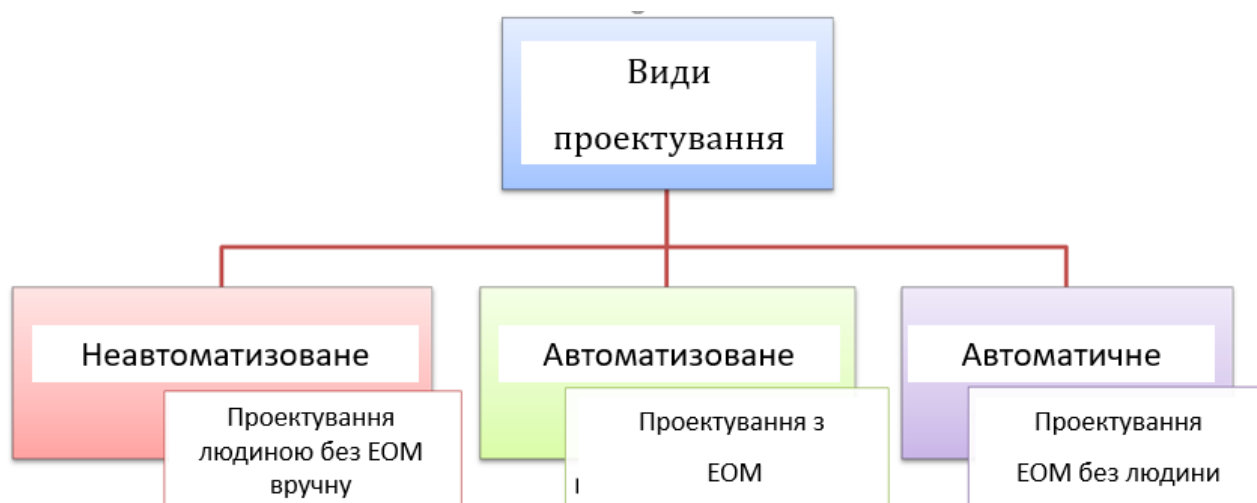 Види
проектування
Неавтоматизоване
Автоматизоване
Автоматичне
Проектування
людиною без ЕОМ
вручну
Проектування з
ЕОМ
Проектування
ЕОМ без людини